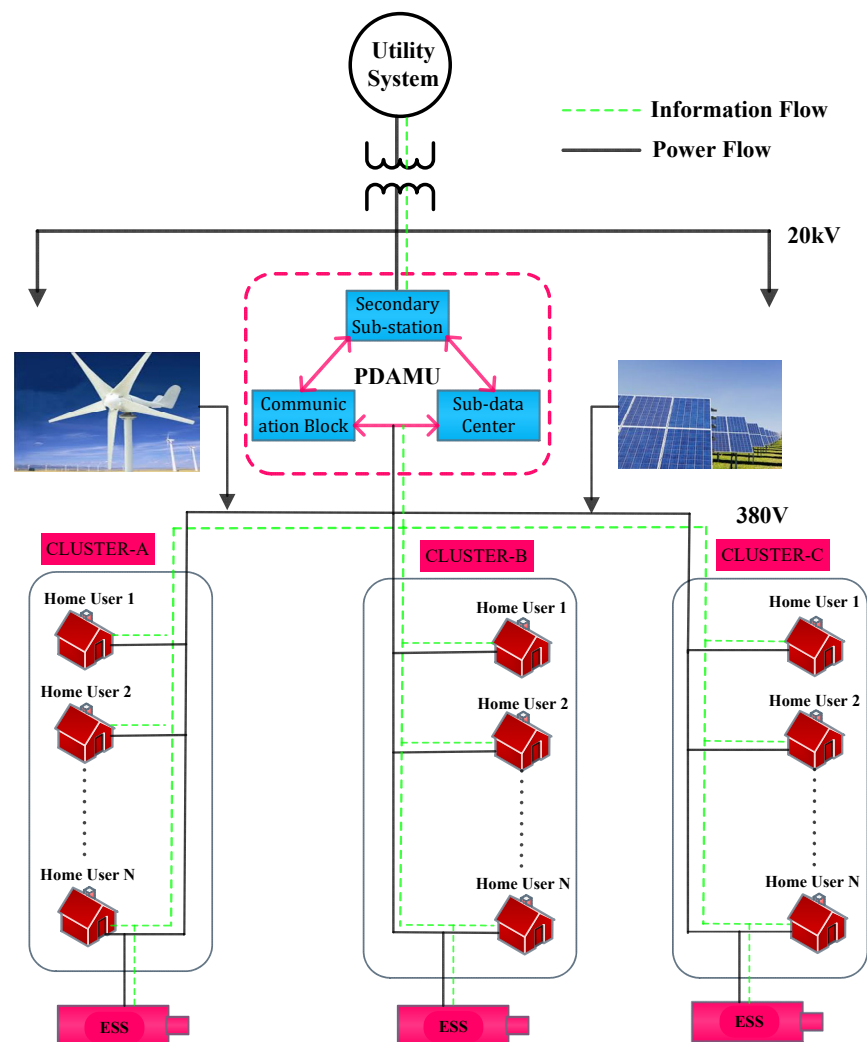 Utility
System
Information Flow
Power Flow
20kV
Secondary
Sub-station
PDAMU
Communic
ation Block
Sub-data
Center
380V
CLUSTER-A
CLUSTER-B
CLUSTER-C
Home User 1
Home User 2
Home User N
ESS
Home User 1
Home User 2
Home User N
ESS
Home User 1
Home User 2
Home User N
ESS